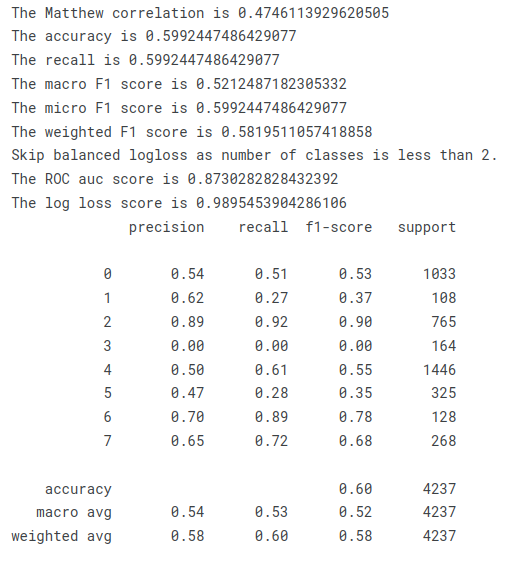 The Matthew correlation is 0.4746113929620505
The accuracy is 0.5992447486429077
The recall is 0.5992447486429077
The macro F1 score is 0.5212487182305332
The micro F1 score is 0.5992447486429077
The weighted F1 score is 0.5819511057418858
Skip balanced logloss as number of classes is less than 2.
The ROC auc score is 0.8730282828432392
The log loss score is 0.9895453904286106
precision recall f1-score support
0 0.54 0.51 0.53 1033
1 0.62 0.27 0.37 108
2 0.89 0.92 0.90 765
3 0.00 0.00 0.00 164
4 0.50 0.61 0.55 1446
5 0.47 0.28 0.35 325
6 0.70 0.89 0.78 128
7 0.65 0.72 0.68 268
accuracy 0.60 4237
macro avg 0.54 0.53 0.52 4237
weighted avg 0.58 0.60 0.58 4237